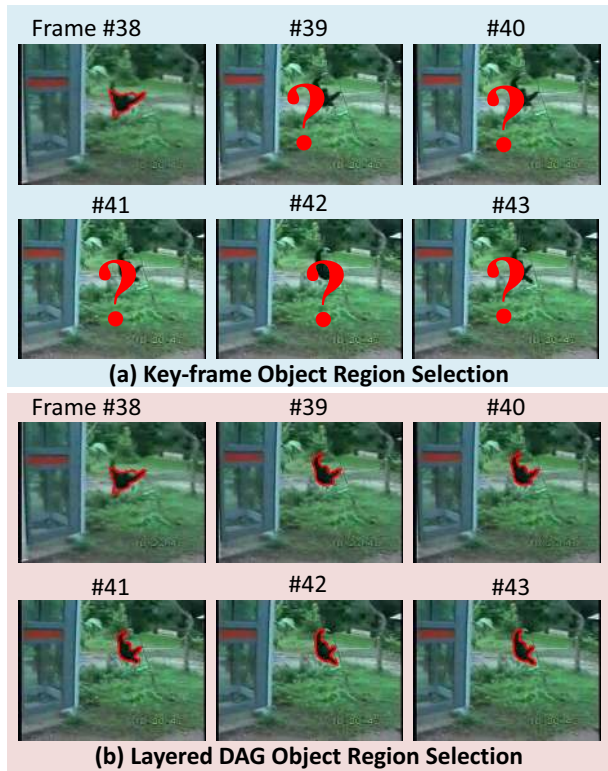 Frame #38 #39 #40
?
?
#41 #42 #43
?
?
?
(a) Key-frame Object Region Selection
Frame #38 #39 #40
#41 #42 #43
(b) Layered DAG Object Region Selection